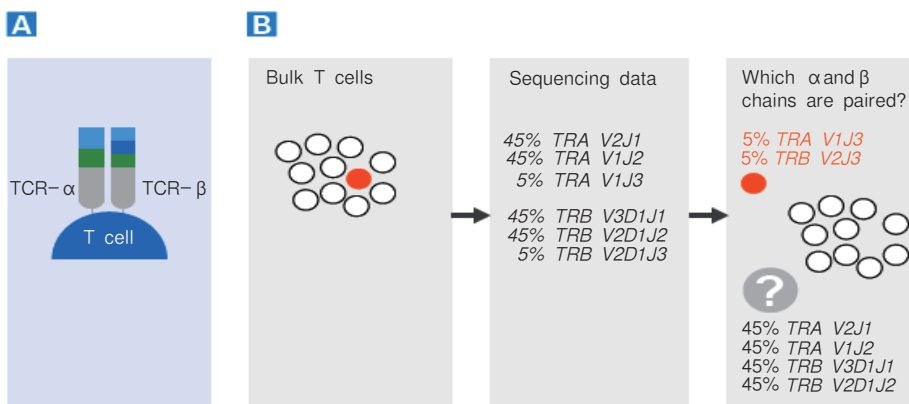 A
B
TCR-α
TCR-β
T cell
Bulk T cells
Sequencing data
45% TRA V2J1
45% TRA V1J2
5% TRA V1J3
45% TRB V3D1J1
45% TRB V2D1J2
5% TRB V2D1J3
Which α and β
chains are paired?
5% TRA V1J3
5% TRB V2J3
?
45% TRA V2J1
45% TRA V1J2
45% TRB V3D1J1
45% TRB V2D1J2